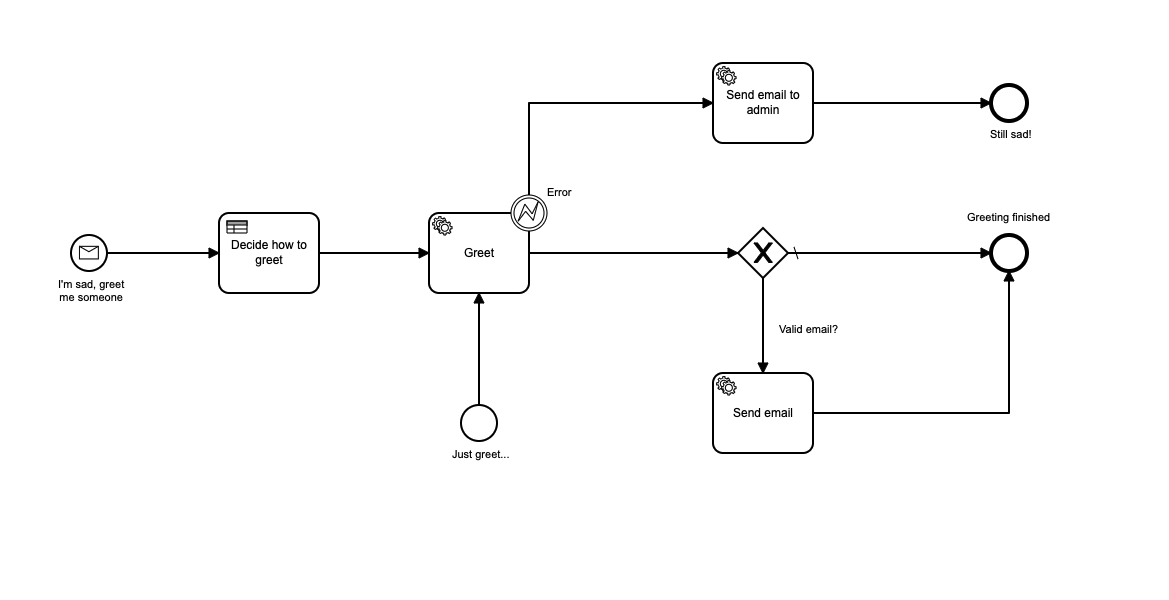 Send email to
admin
Still sad!
Error
Greeting finished
Decide how to
greet
Greet
I'm sad, greet
me someone
Valid email?
Send email
Just greet...